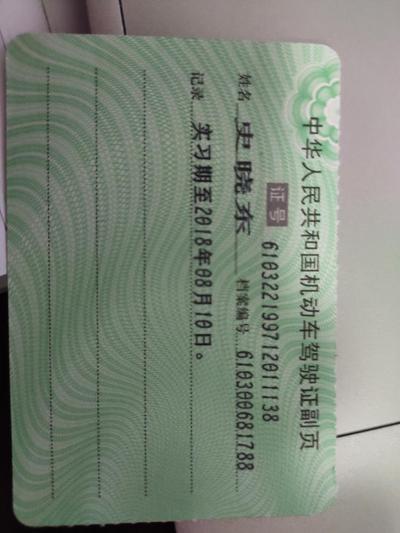 中华人民共和国机动车驾驶证副页
证号 610322199712011138
姓名 史晓东 档案编号 610300681788
记录 实习期至2018年08月10日。